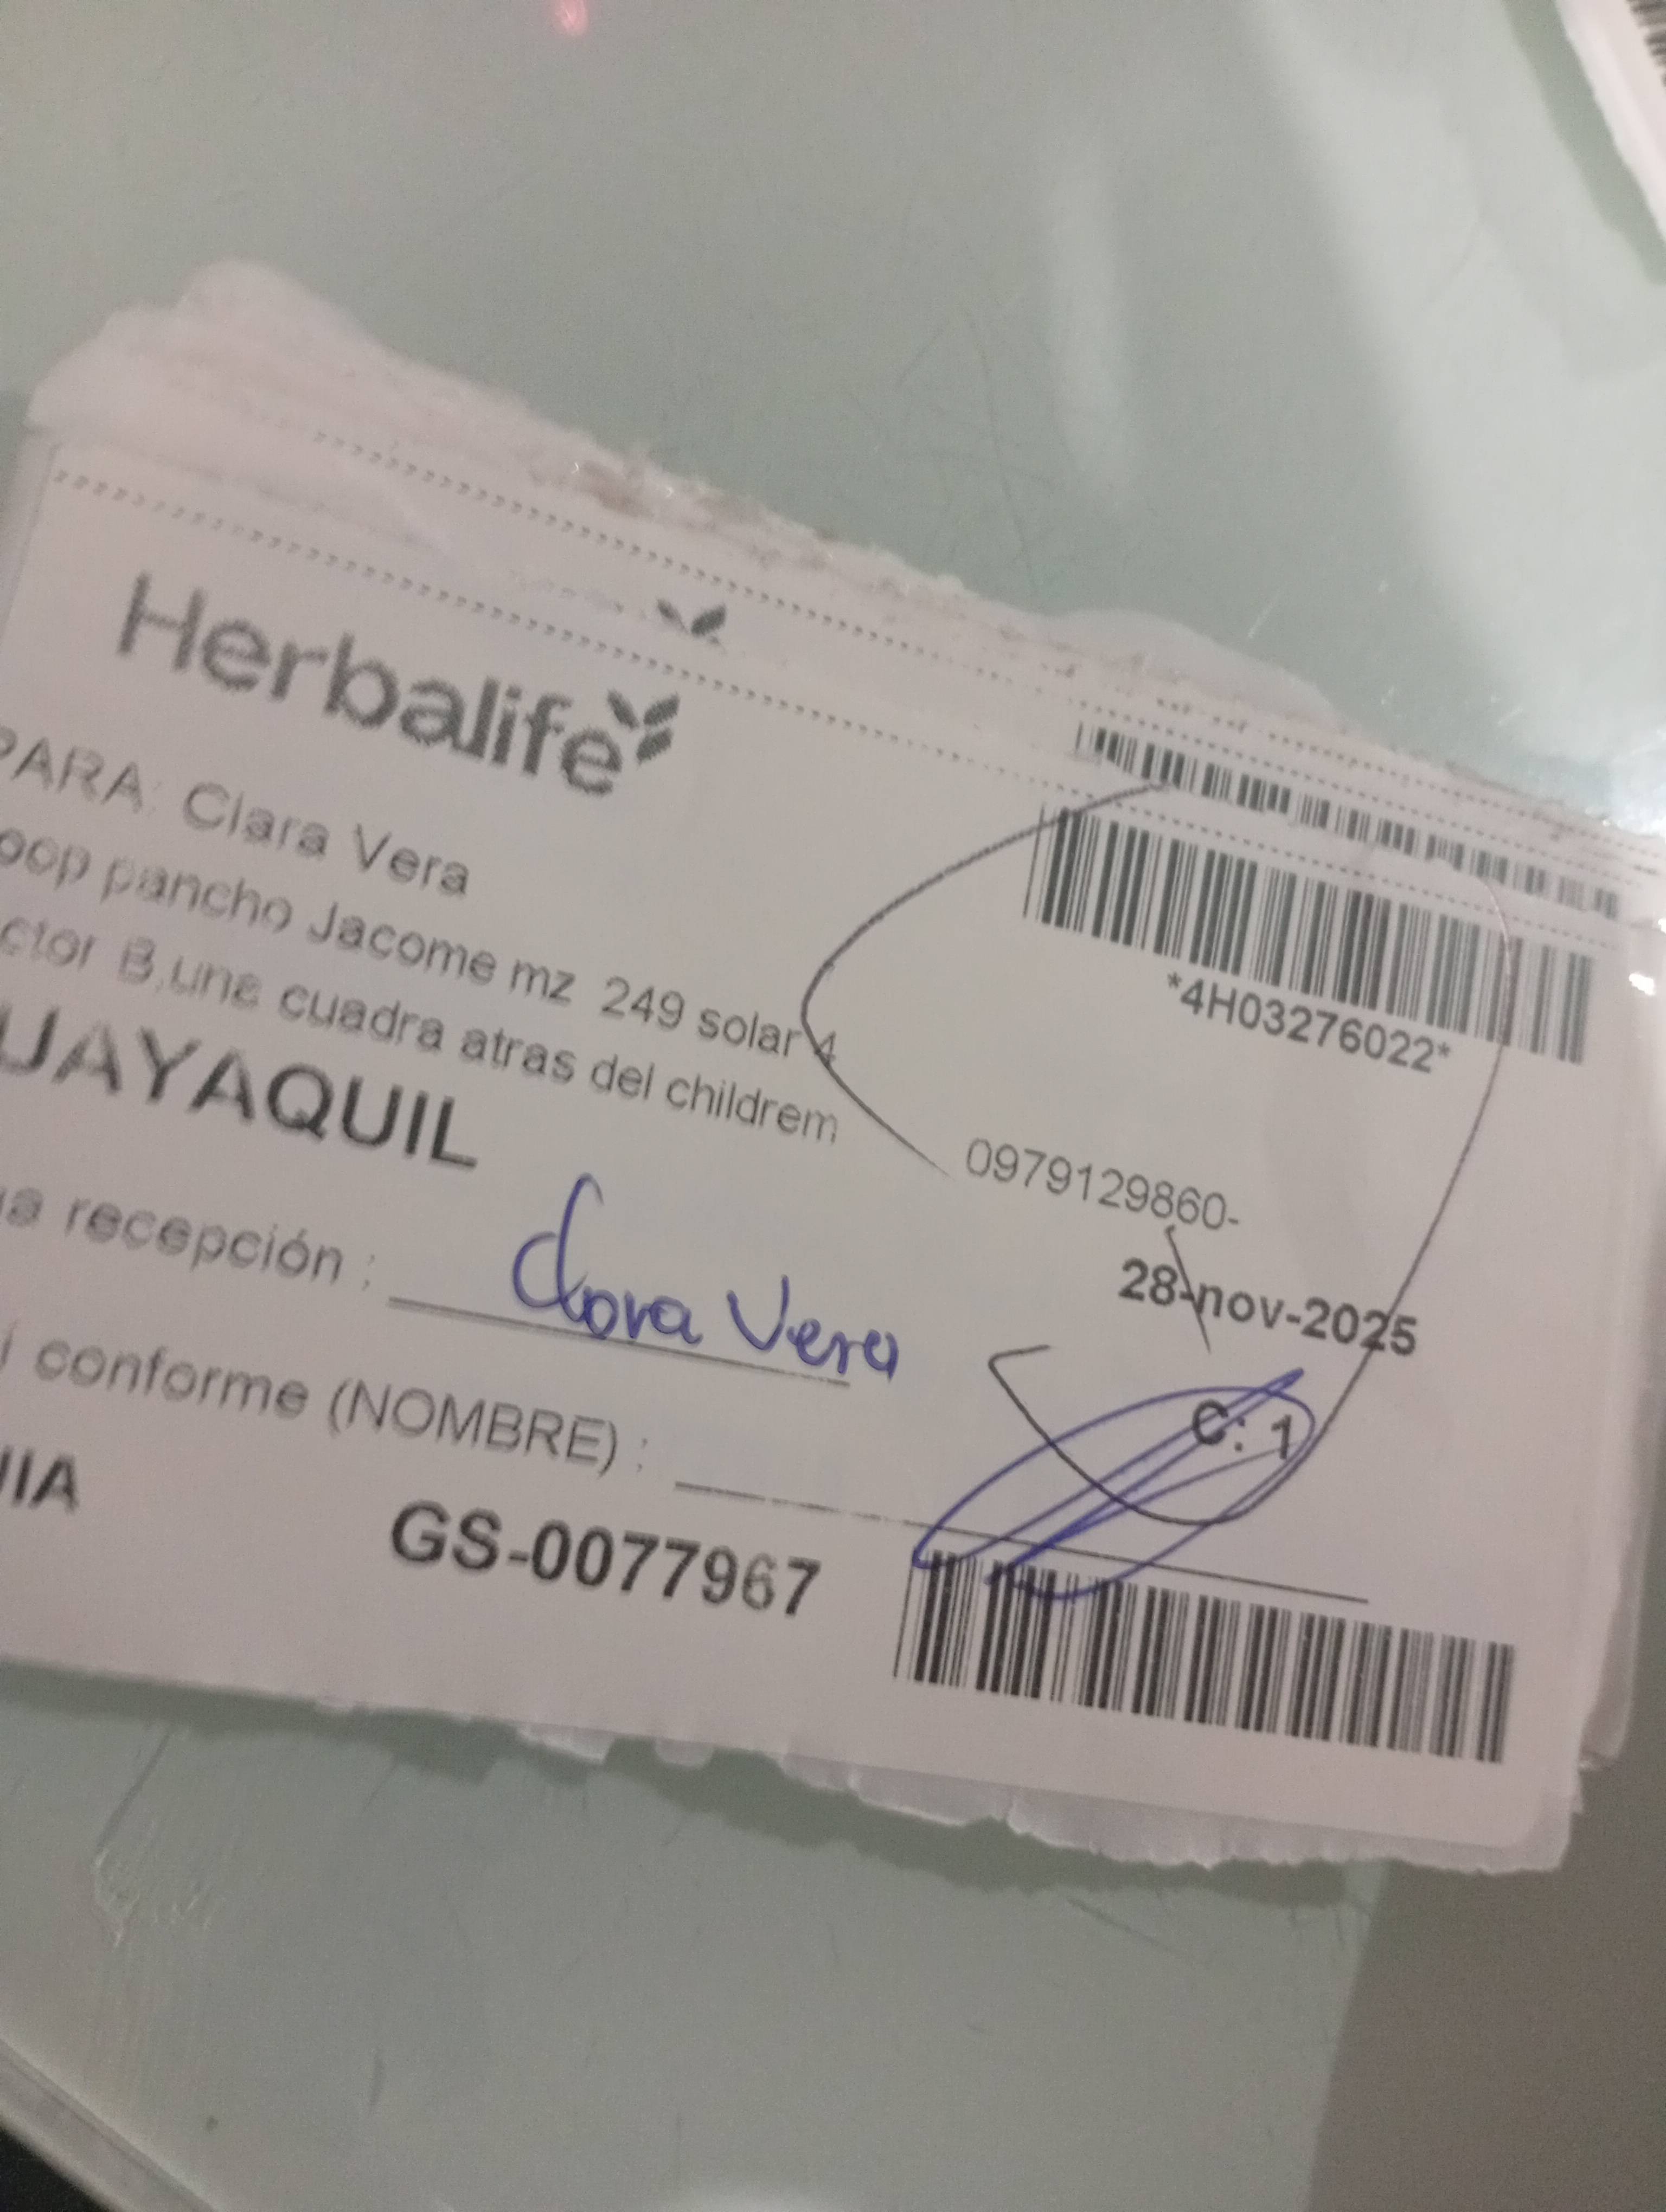 Herbalife
PARA: Clara Vera
oop pancho Jacome mz 249 solar 4
ctor B,una cuadra atras del childrem
UAYAQUIL
*4H03276022*
0979129860-
28-nov-2025
C: 1
a recepción : Clara Vera
conforme (NOMBRE) :
IIA
GS-0077967